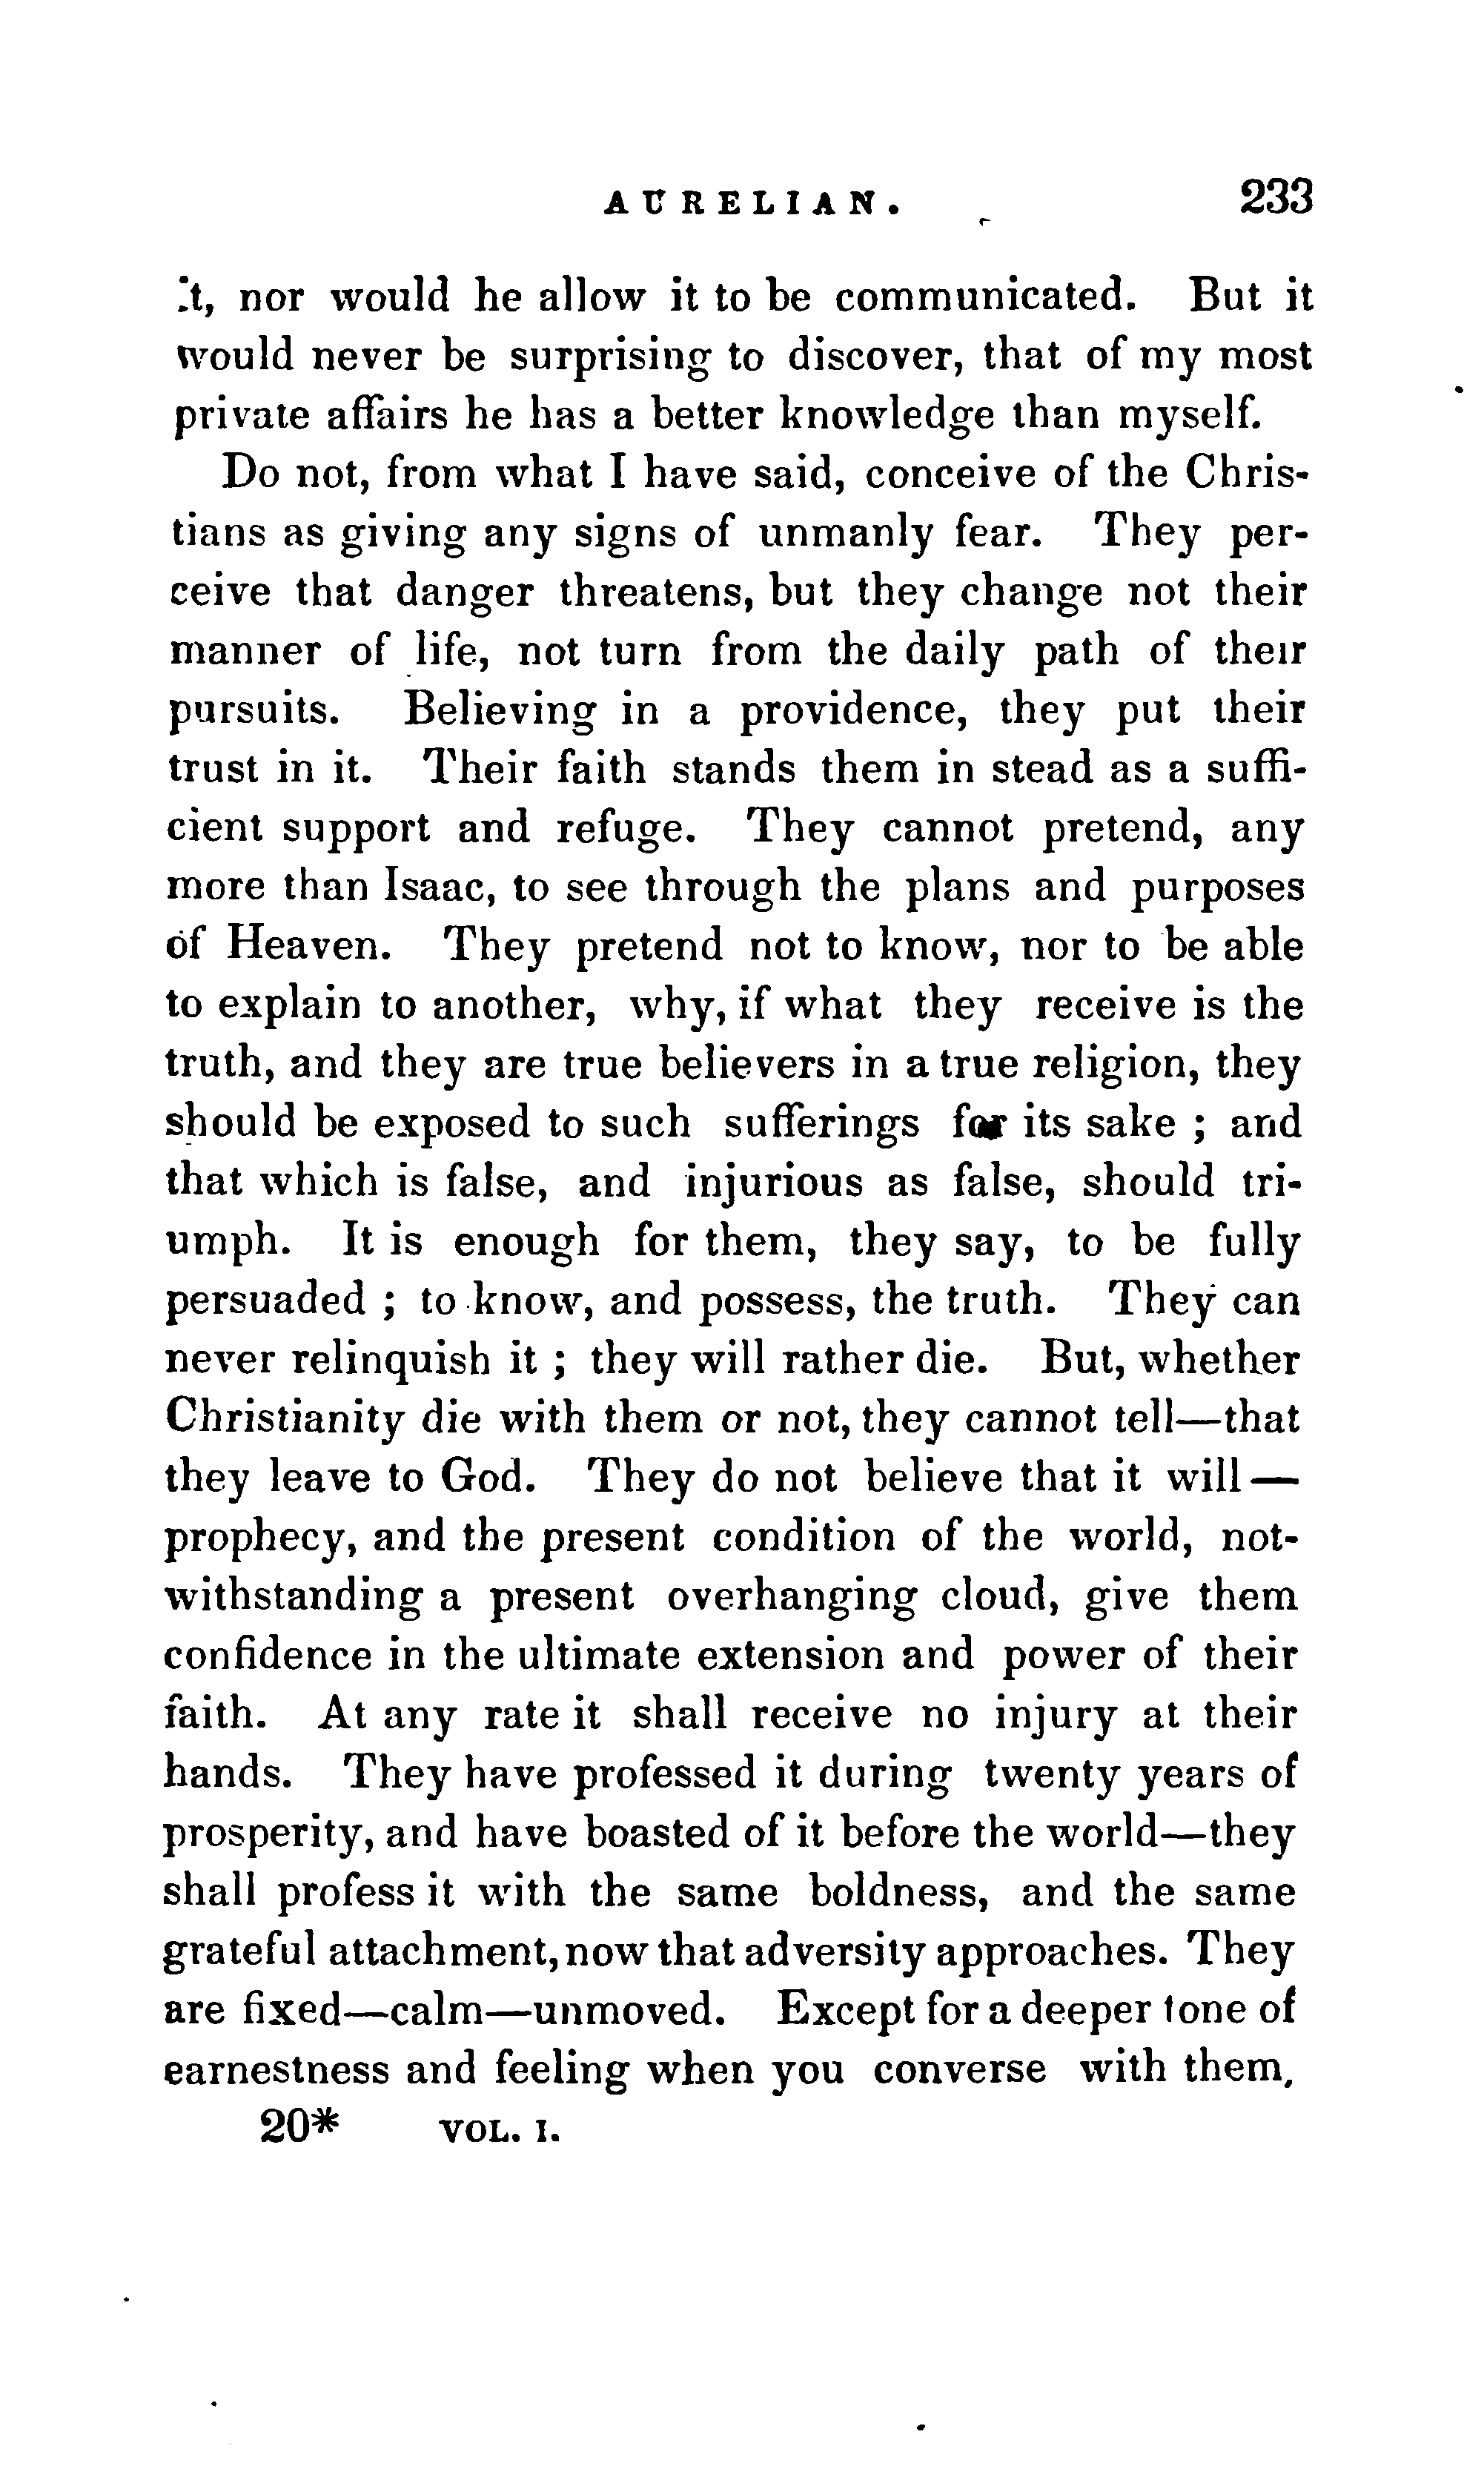 AURELIAN. 233
it, nor would he allow it to be communicated. But it
would never be surprising to discover, that of my most
private affairs he has a better knowledge than myself.
Do not, from what I have said, conceive of the Chris-
tians as giving any signs of unmanly fear. They per-
ceive that danger threatens, but they change not their
manner of life, not turn from the daily path of their
pursuits. Believing in a providence, they put their
trust in it. Their faith stands them in stead as a suffi-
cient support and refuge. They cannot pretend, any
more than Isaac, to see through the plans and purposes
of Heaven. They pretend not to know, nor to be able
to explain to another, why, if what they receive is the
truth, and they are true believers in a true religion, they
should be exposed to such sufferings for its sake ; and
that which is false, and injurious as false, should tri-
umph. It is enough for them, they say, to be fully
persuaded ; to know, and possess, the truth. They can
never relinquish it ; they will rather die. But, whether
Christianity die with them or not, they cannot tell—that
they leave to God. They do not believe that it will—
prophecy, and the present condition of the world, not-
withstanding a present overhanging cloud, give them
confidence in the ultimate extension and power of their
faith. At any rate it shall receive no injury at their
hands. They have professed it during twenty years of
prosperity, and have boasted of it before the world—they
shall profess it with the same boldness, and the same
grateful attachment, now that adversity approaches. They
are fixed—calm—unmoved. Except for a deeper tone of
earnestness and feeling when you converse with them,
20* VOL. I.